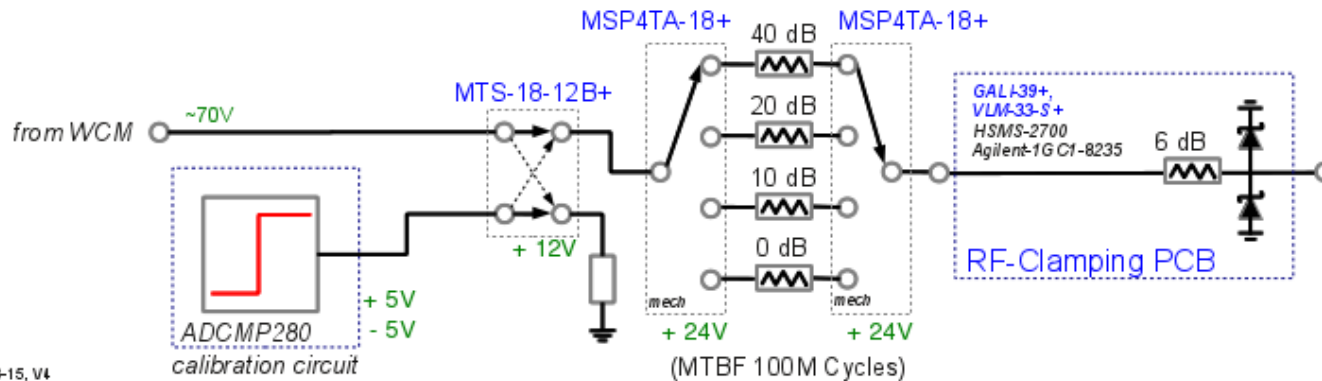 MSP4TA-18+
MSP4TA-18+
40 dB
MTS-18-12B+
GALI-39+,
VLM-33-S+
HSMS-2700
Agilent-1GC1-8235
~70V
from WCM
20 dB
6 dB
10 dB
+ 12V
0 dB
RF-Clamping PCB
mech
mech
+ 5V
- 5V
ADCMP280
+ 24V
+ 24V
calibration circuit
(MTBF 100M Cycles)
-15, V4